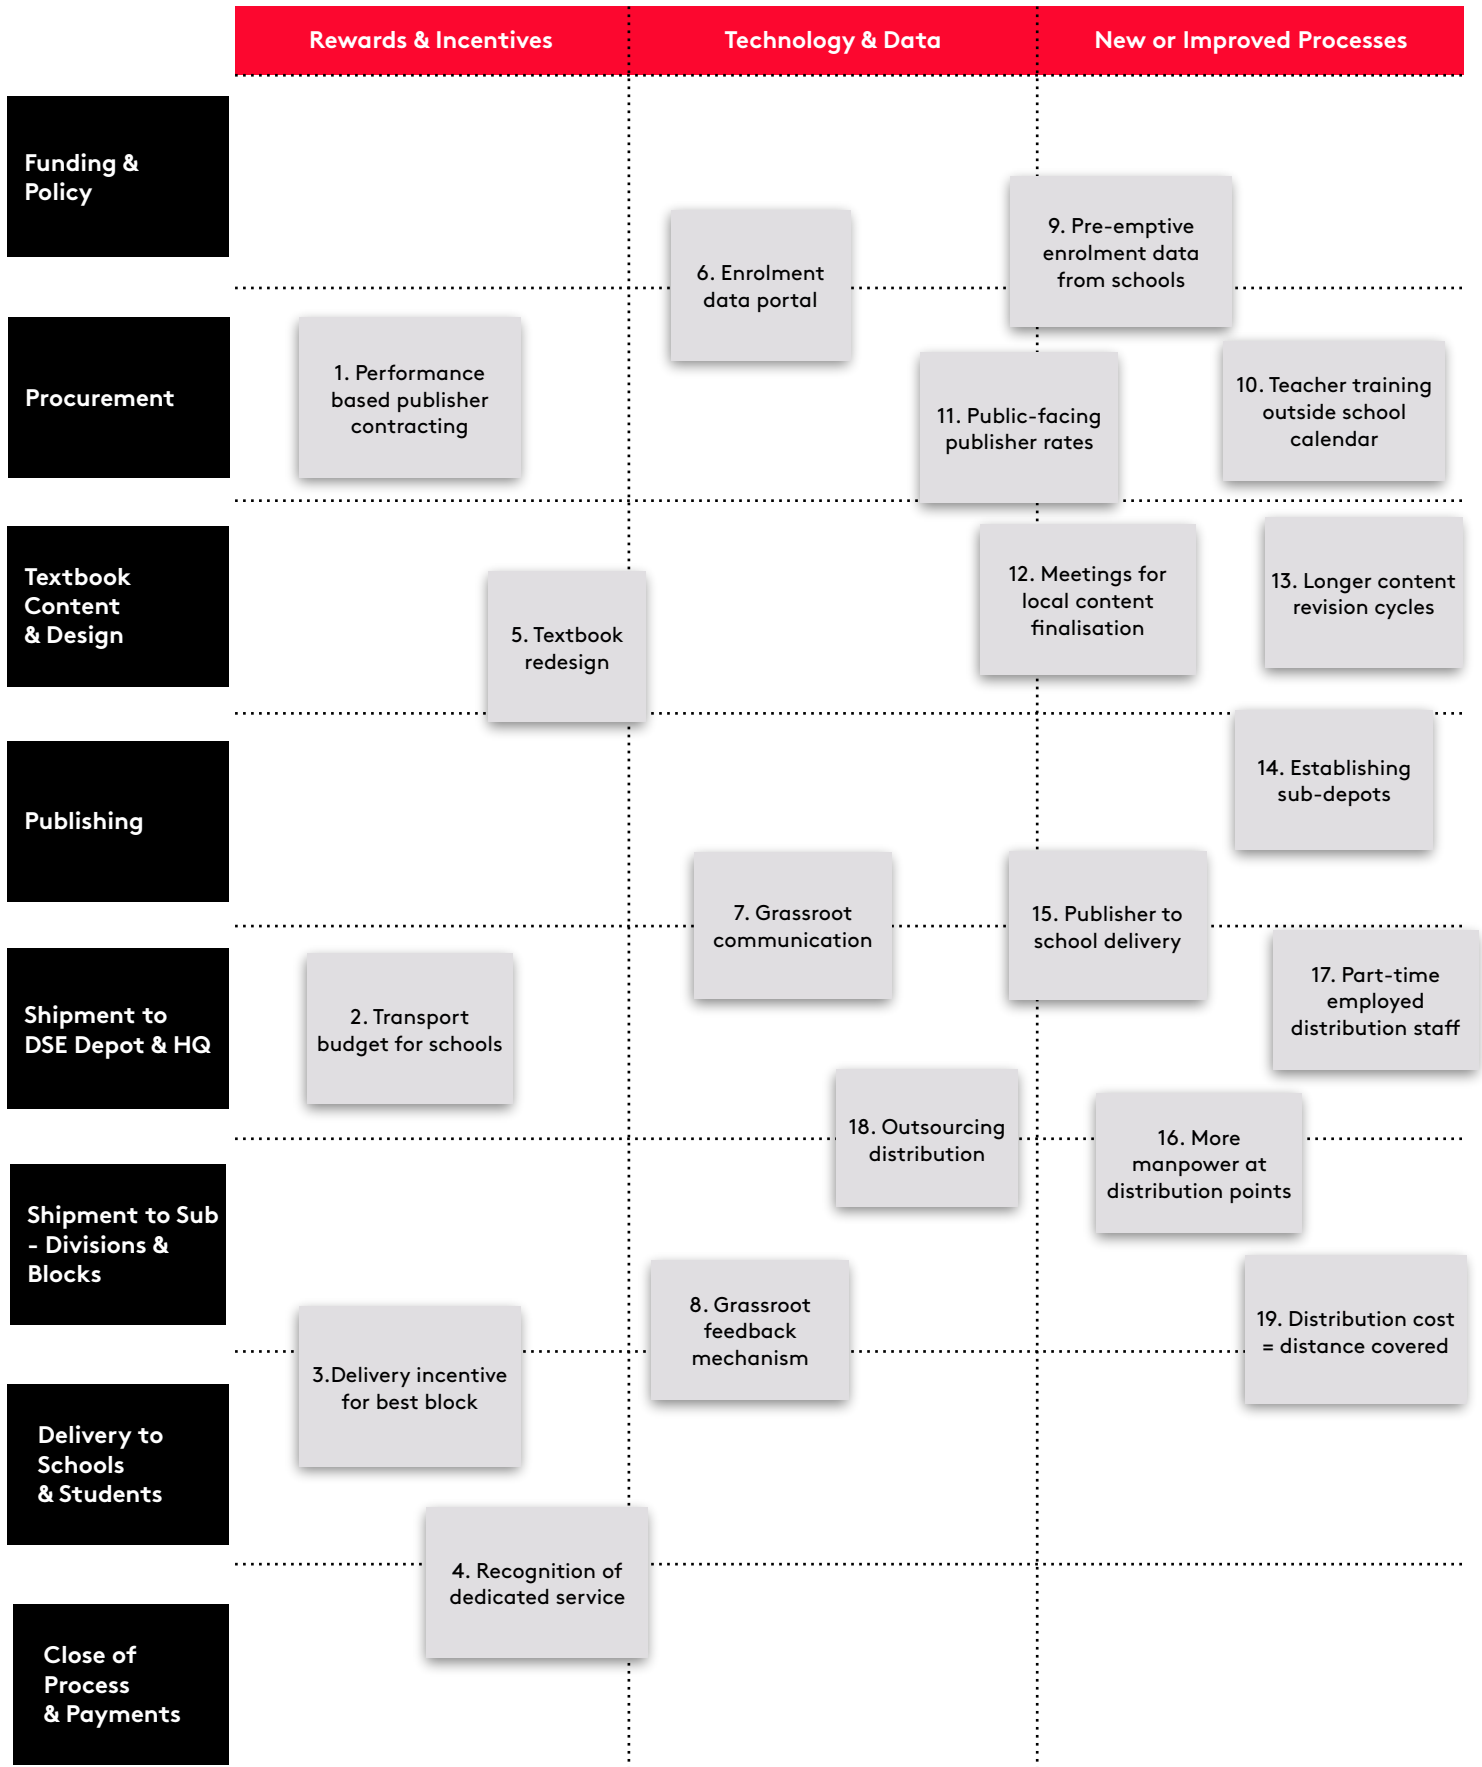 Rewards & Incentives
Technology & Data
New or Improved Processes
Funding &
Policy
6. Enrolment
data portal
9. Pre-emptive
enrolment data
from schools
Procurement
1. Performance
based publisher
contracting
11. Public-facing
publisher rates
10. Teacher training
outside school
calendar
Textbook
Content
& Design
5. Textbook
redesign
12. Meetings for
local content
finalisation
13. Longer content
revision cycles
Publishing
14. Establishing
sub-depots
7. Grassroot
communication
15. Publisher to
school delivery
Shipment to
DSE Depot & HQ
2. Transport
budget for schools
17. Part-time
employed
distribution staff
18. Outsourcing
distribution
16. More
manpower at
distribution points
Shipment to Sub
- Divisions &
Blocks
8. Grassroot
feedback
mechanism
19. Distribution cost
= distance covered
3.Delivery incentive
for best block
Delivery to
Schools
& Students
4. Recognition of
dedicated service
Close of
Process
& Payments